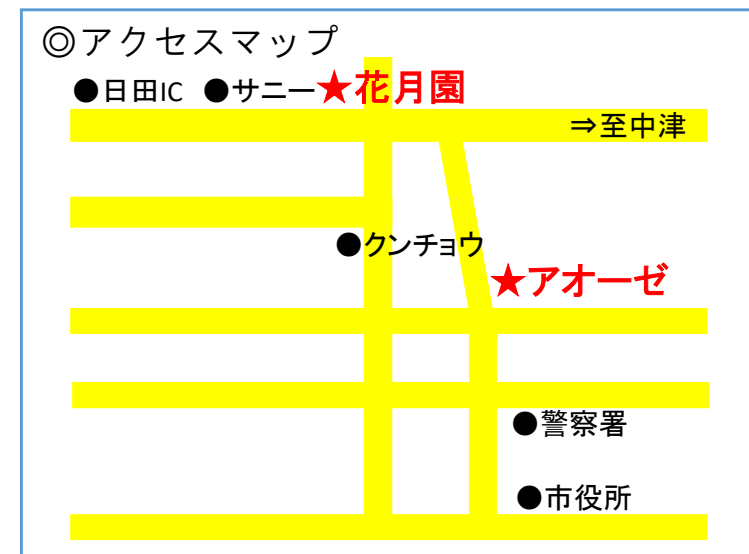 ◎アクセスマップ
●日田IC ●サニー★花月園
⇒至中津
●クンチョウ
★アオーゼ
●警察署
●市役所